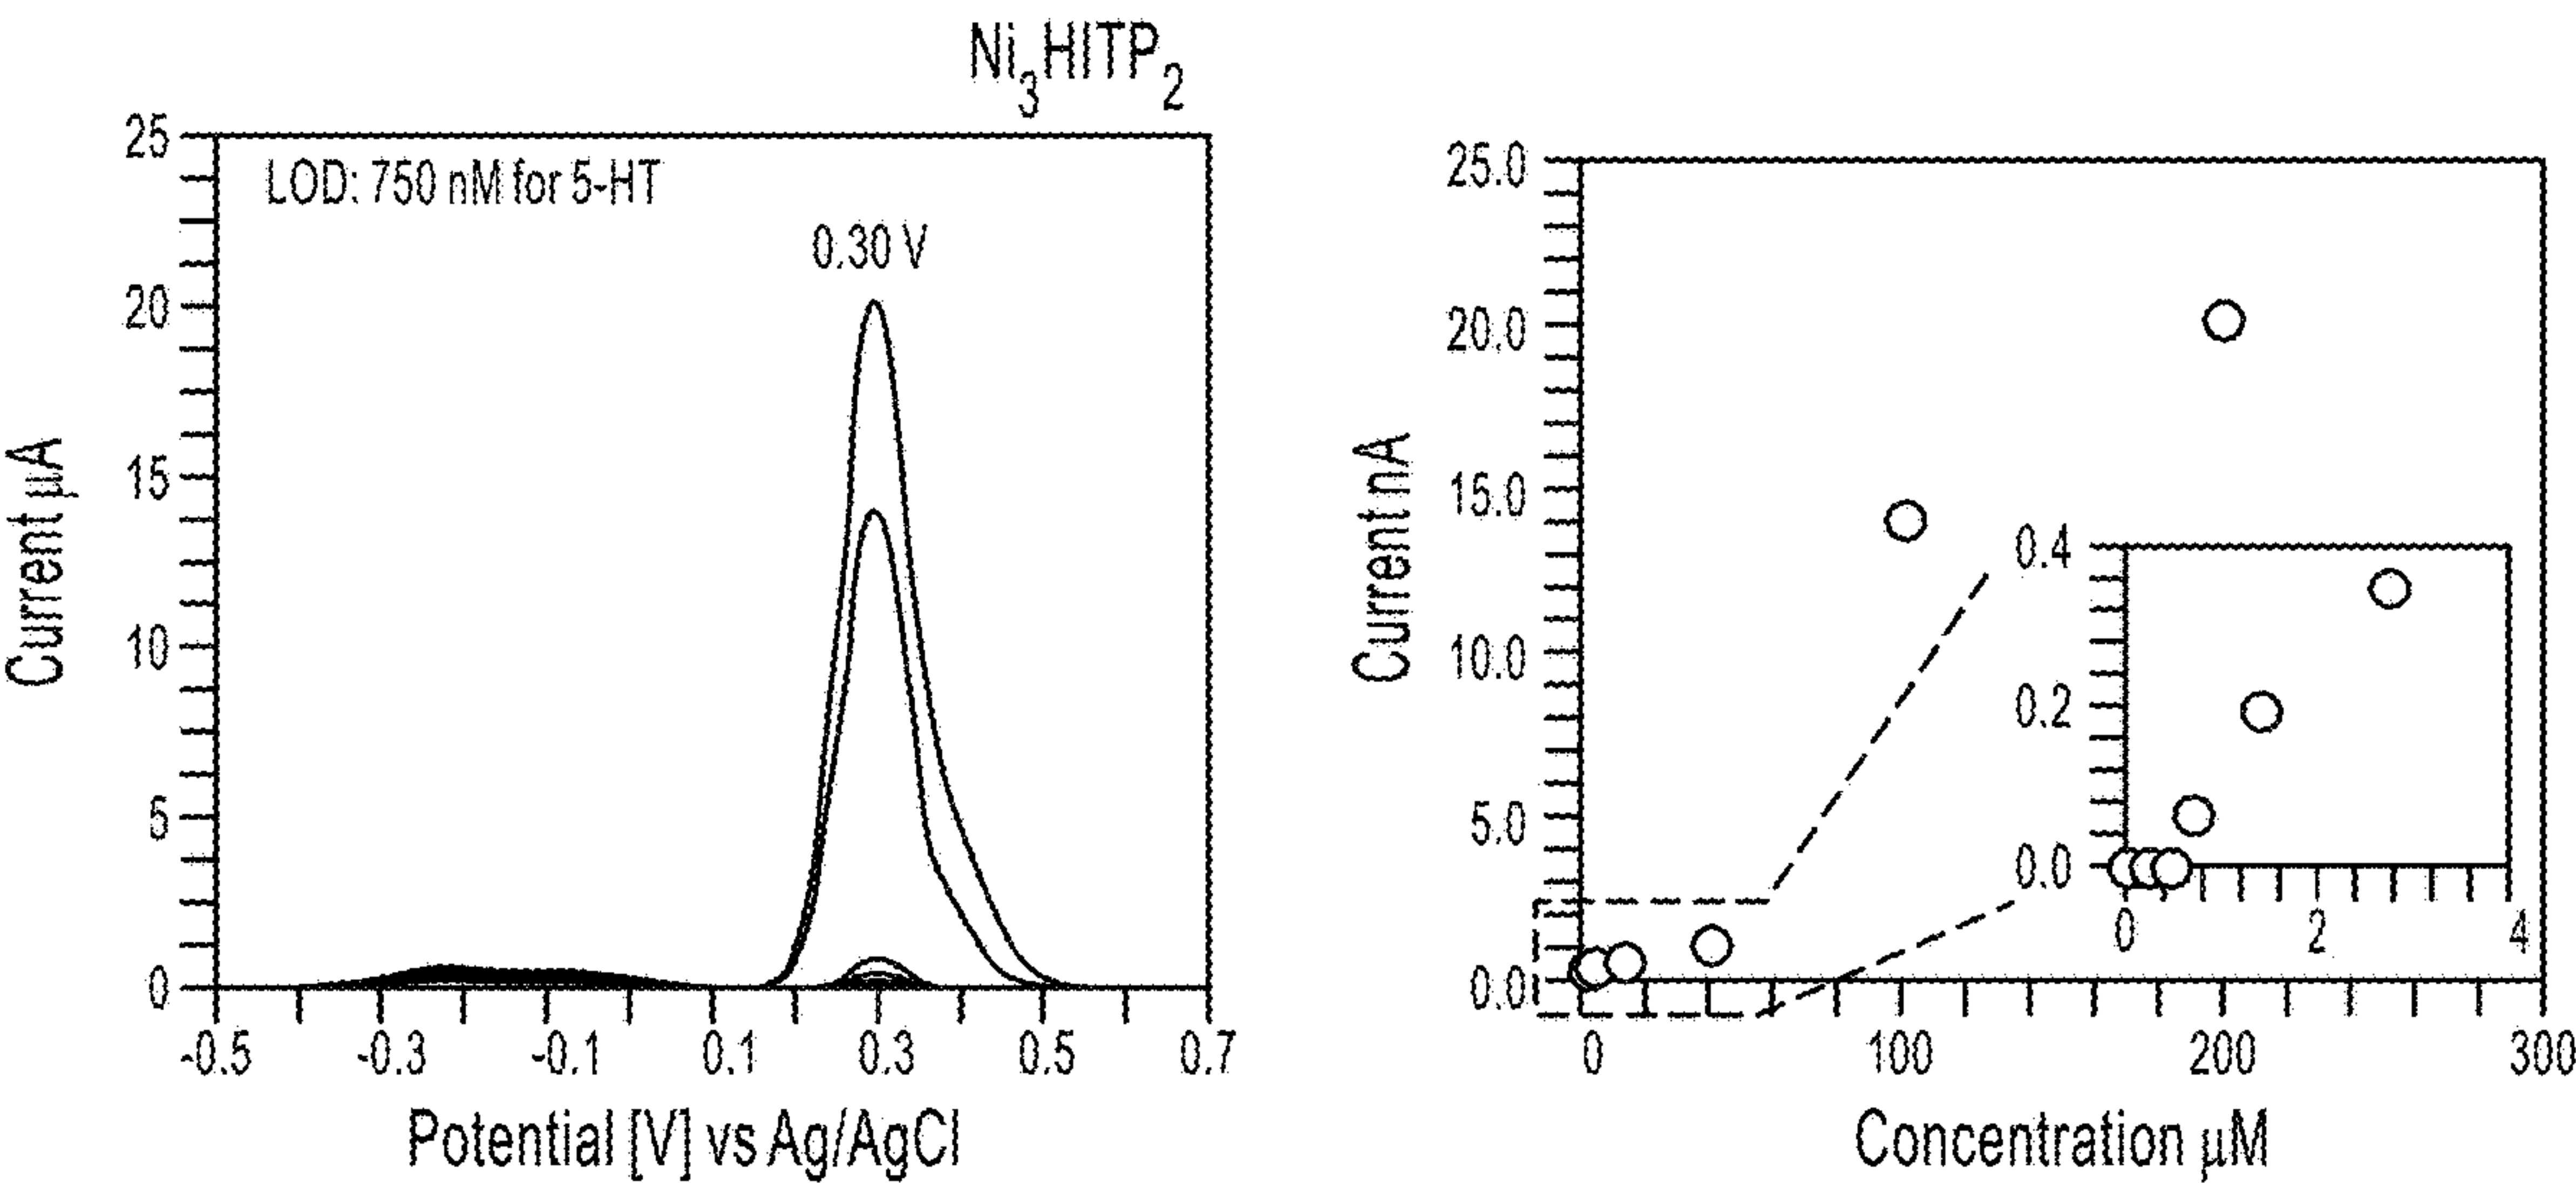 Ni3HITP2
LOD: 750 nM for 5-HT
0.30 V
25
20
15
10
5
0
Current µA
-0.5 -0.3 -0.1 0.1 0.3 0.5 0.7
Potential [V] vs Ag/AgCl
25.0
20.0
15.0
10.0
5.0
0.0
Current nA
0.4
0.2
0.0
0 2 4
0 100 200 300
Concentration µM